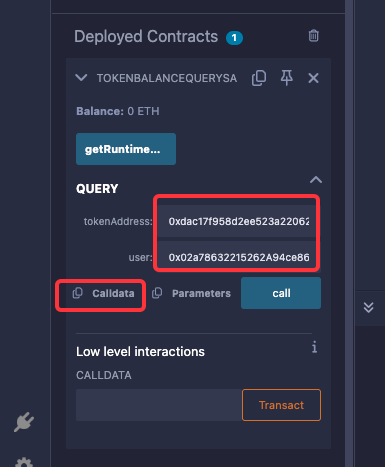 Deployed Contracts 1
TOKENBALANCEQUERYSA
Balance: 0 ETH
getRuntime...
QUERY
tokenAddress: 0xdac17f958d2ee523a22062
user: 0x02a78632215262A94ce86
Calldata Parameters call
Low level interactions i
CALLDATA
Transact